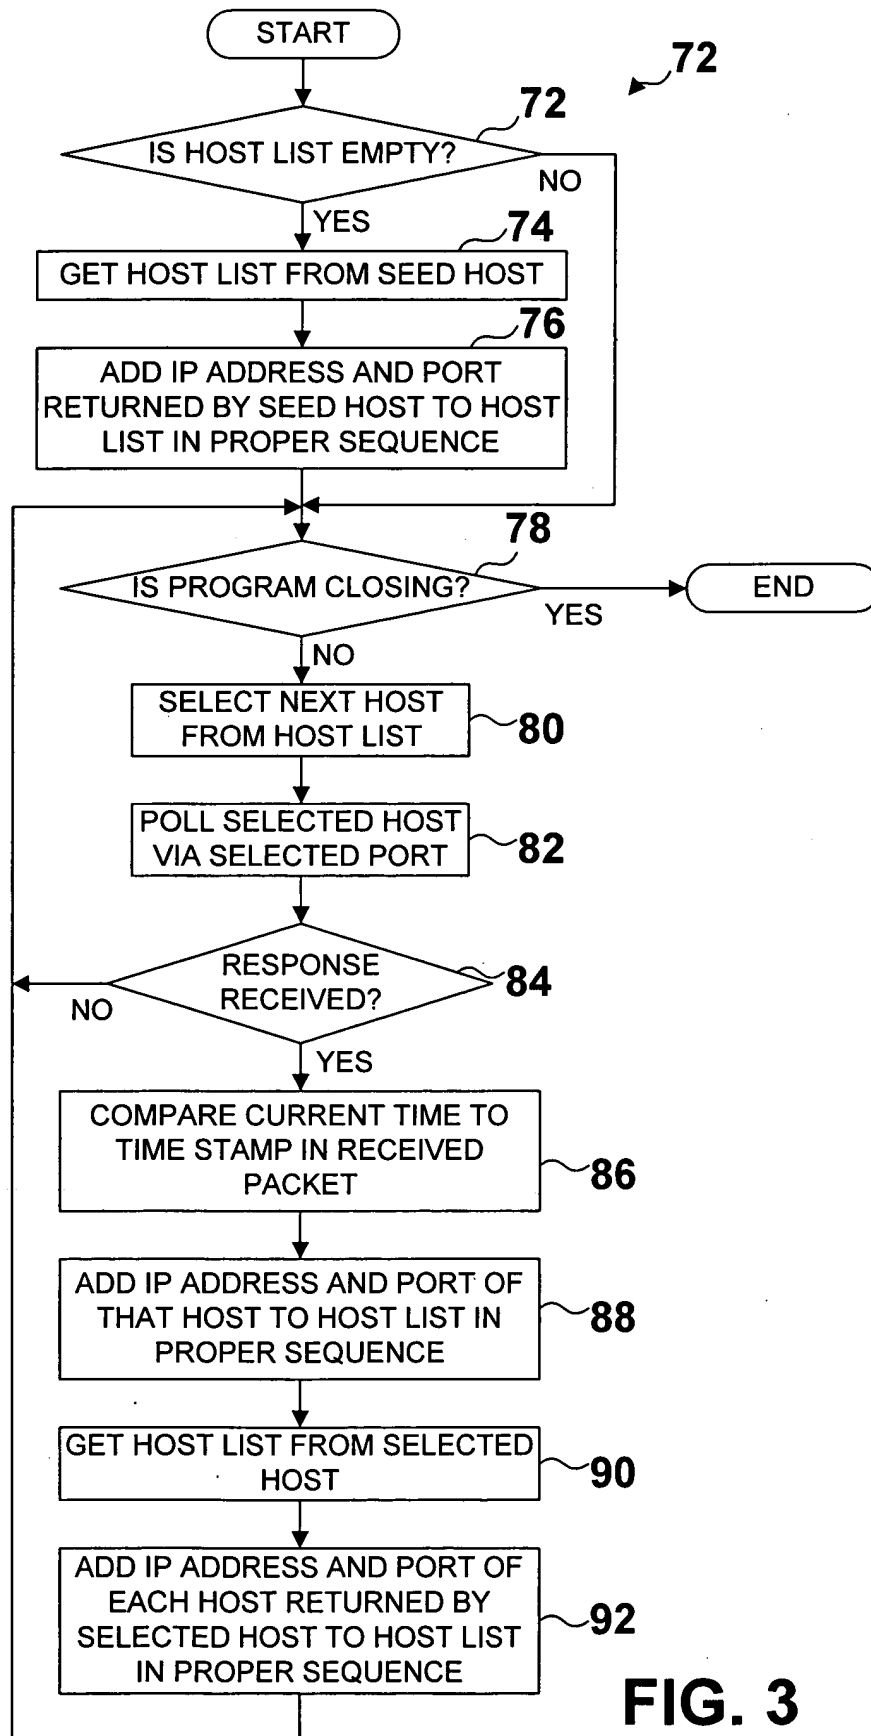 START
72
72
IS HOST LIST EMPTY?
NO
YES
74
GET HOST LIST FROM SEED HOST
76
ADD IP ADDRESS AND PORT
RETURNED BY SEED HOST TO HOST
LIST IN PROPER SEQUENCE
78
IS PROGRAM CLOSING?
END
YES
NO
SELECT NEXT HOST
FROM HOST LIST
80
POLL SELECTED HOST
VIA SELECTED PORT
82
RESPONSE
RECEIVED?
84
NO
YES
COMPARE CURRENT TIME TO
TIME STAMP IN RECEIVED
PACKET
86
ADD IP ADDRESS AND PORT OF
THAT HOST TO HOST LIST IN
PROPER SEQUENCE
88
GET HOST LIST FROM SELECTED
HOST
90
ADD IP ADDRESS AND PORT OF
EACH HOST RETURNED BY
SELECTED HOST TO HOST LIST
IN PROPER SEQUENCE
92
FIG. 3